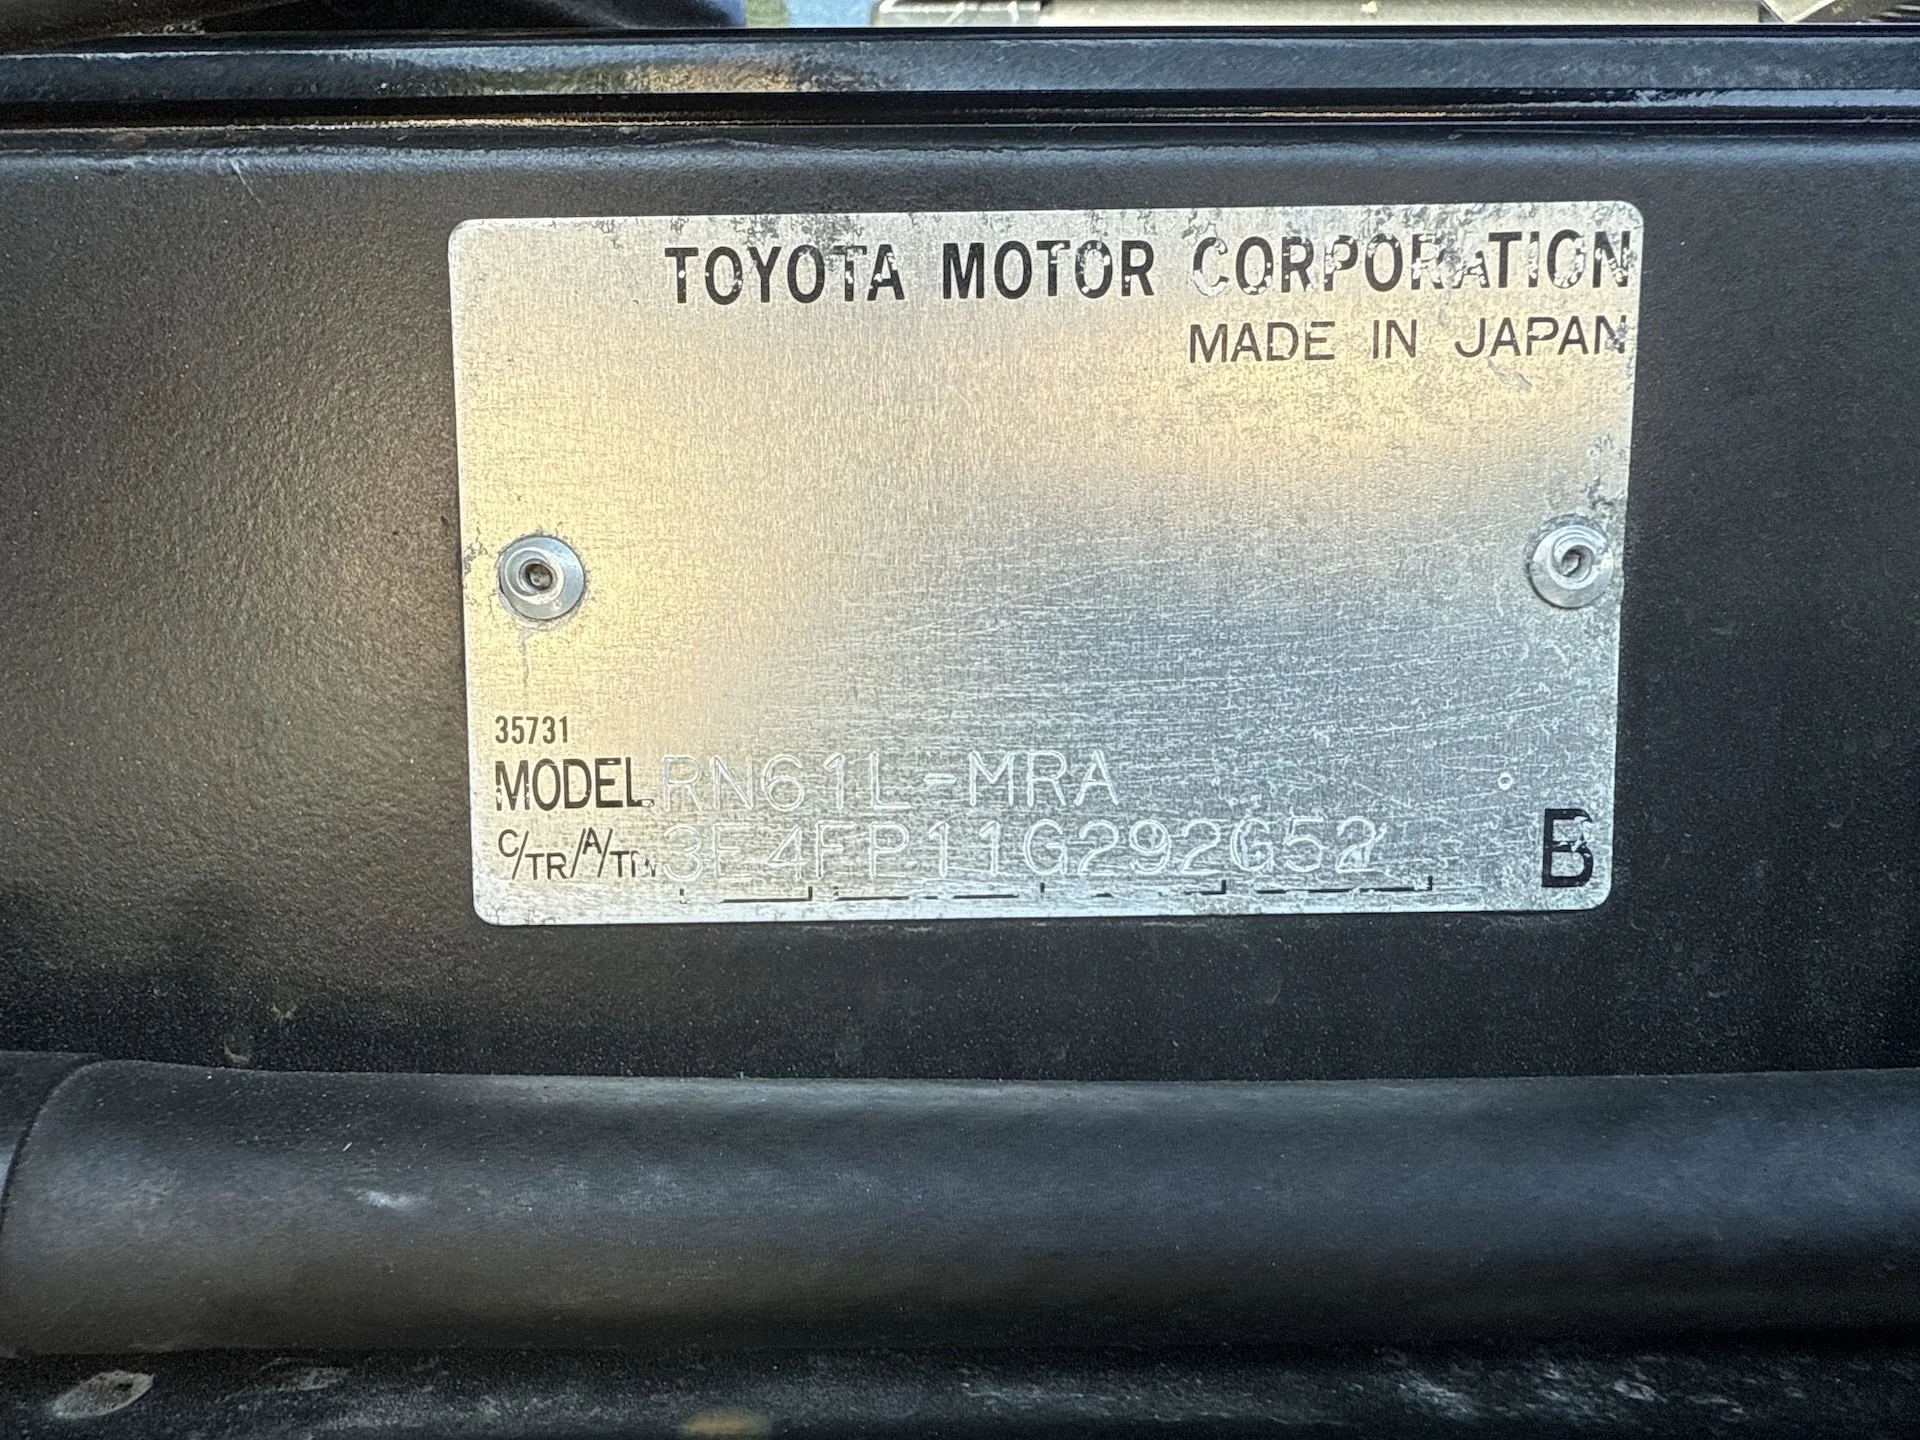 TOYOTA MOTOR CORPORATION
MADE IN JAPAN
35731
MODEL RN61L-MRA
C/TR/A/TM 3E4FP11G292G52
B